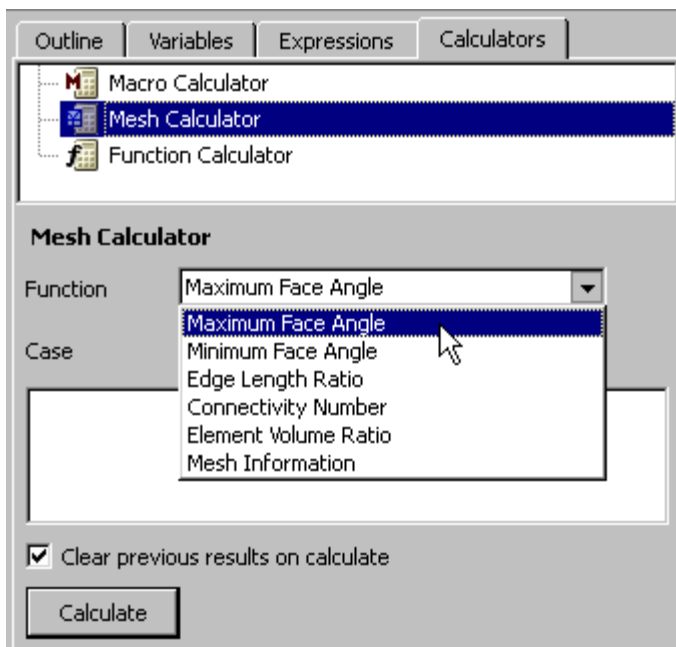 Outline Variables Expressions Calculators
M Macro Calculator
Mesh Calculator
f Function Calculator
Mesh Calculator
Function Maximum Face Angle
Maximum Face Angle
Case Minimum Face Angle
Edge Length Ratio
Connectivity Number
Element Volume Ratio
Mesh Information
Clear previous results on calculate
Calculate